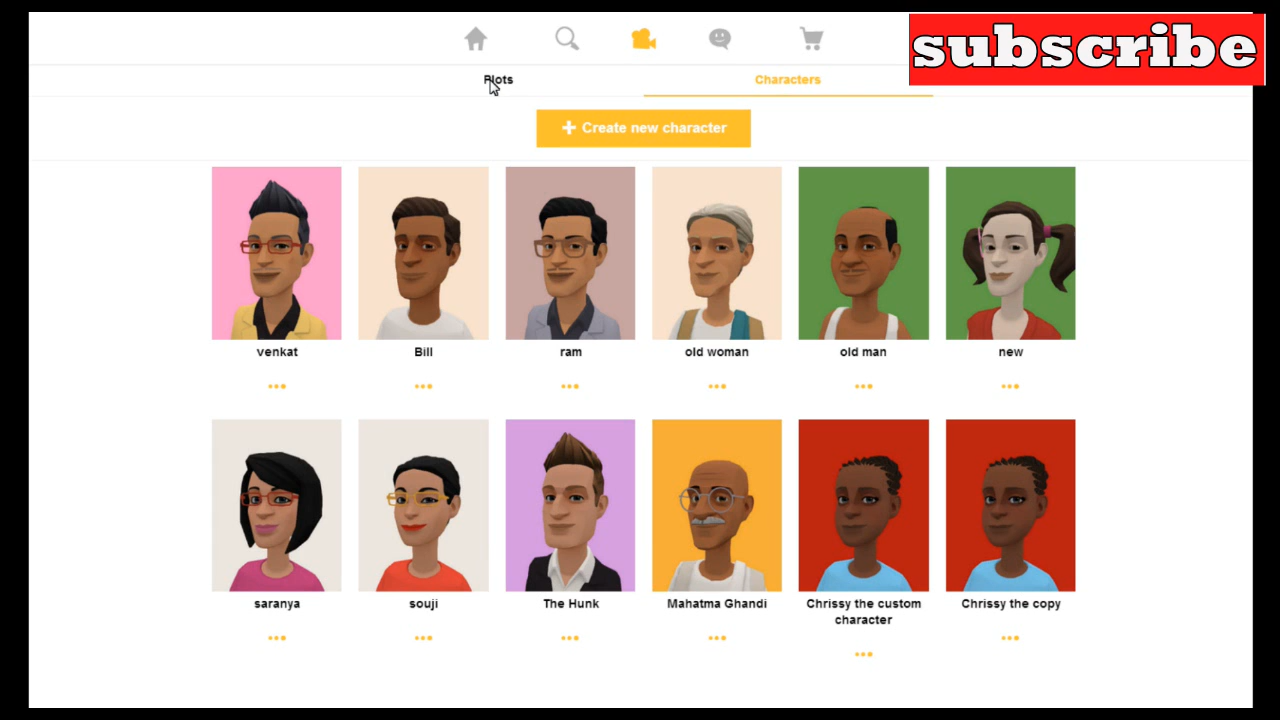 subscribe
Plots
Characters
+ Create new character
venkat
Bill
ram
old woman
old man
new
saranya
souji
The Hunk
Mahatma Ghandi
Chrissy the custom
character
Chrissy the copy